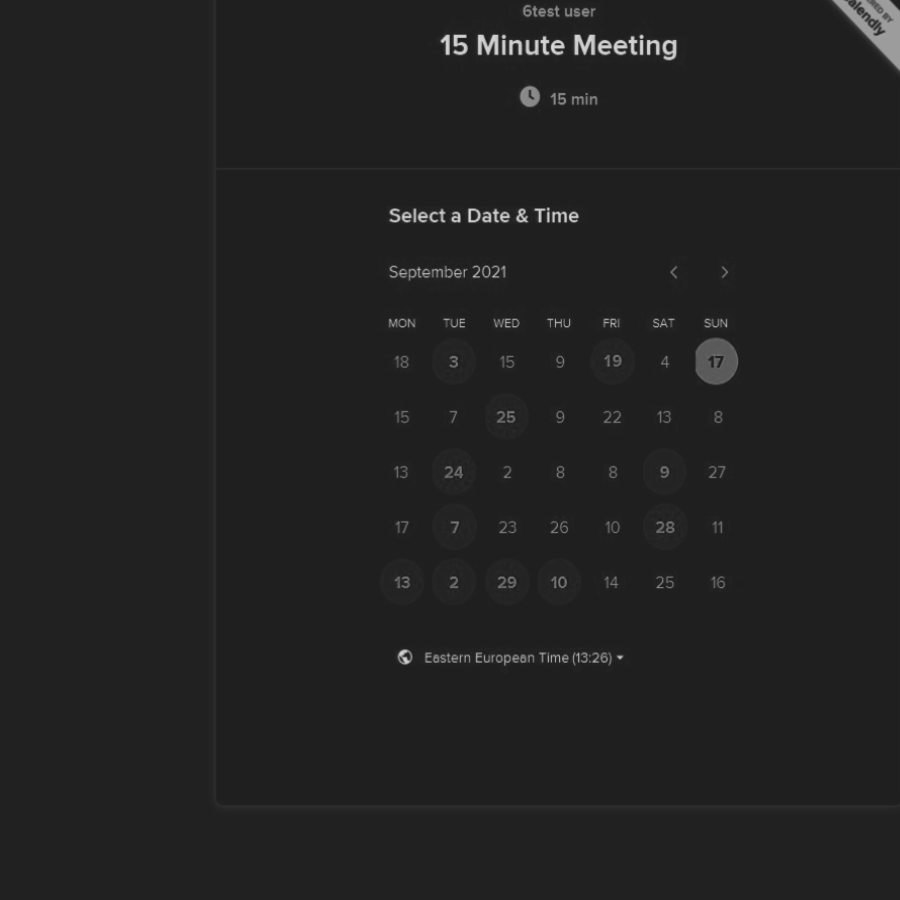 6test user
15 Minute Meeting
15 min
Select a Date & Time
September 2021
MON TUE WED THU FRI SAT SUN
18 3 15 9 19 4 17
15 7 25 9 22 13 8
13 24 2 8 8 9 27
17 7 23 26 10 28 11
13 2 29 10 14 25 16
Eastern European Time (13:26)